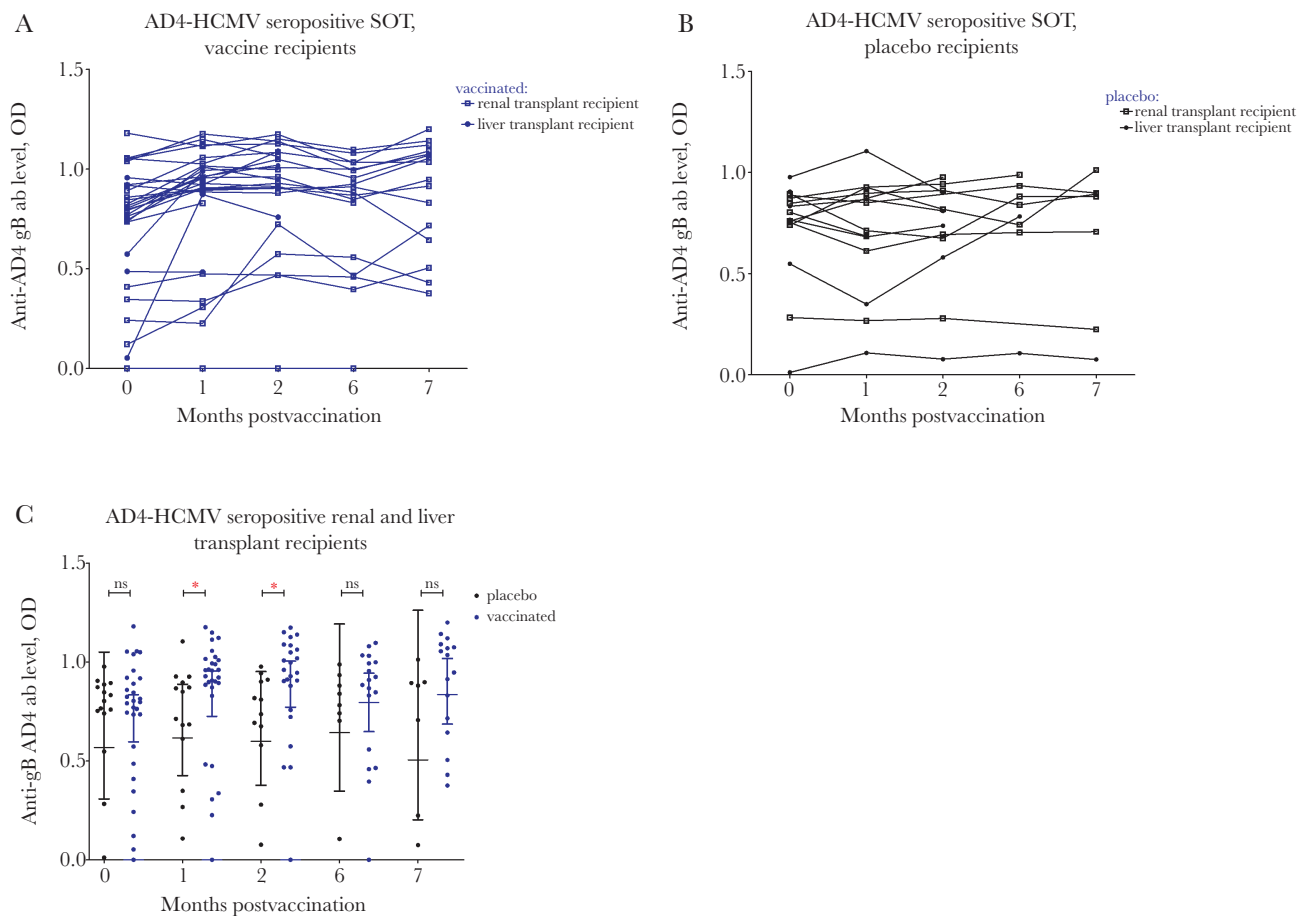 A
AD4-HCMV seropositive SOT,
vaccine recipients
1.5
1.0
0.5
0.0
Anti-AD4 gB ab level, OD
0 1 2 6 7
Months postvaccination
vaccinated:
renal transplant recipient
liver transplant recipient
B
AD4-HCMV seropositive SOT,
placebo recipients
1.5
1.0
0.5
0.0
Anti-AD4 gB ab level, OD
0 1 2 6 7
Months postvaccination
placebo:
renal transplant recipient
liver transplant recipient
C
AD4-HCMV seropositive renal and liver
transplant recipients
1.5
1.0
0.5
0.0
Anti-gB AD4 ab level, OD
ns * * ns ns
0 1 2 6 7
Months postvaccination
placebo
vaccinated